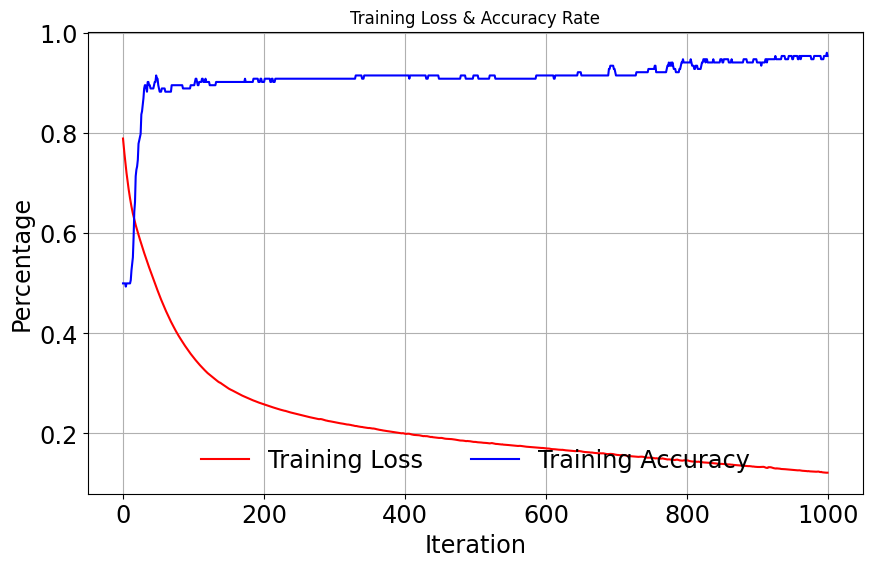 Training Loss & Accuracy Rate
1.0
0.8
0.6
0.4
0.2
Percentage
Training Loss
Training Accuracy
0
200
400
600
800
1000
Iteration